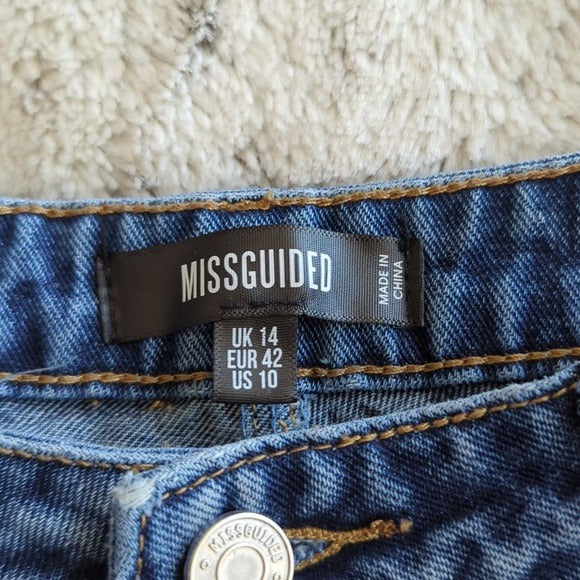 MISSGUIDED
MADE IN
CHINA
UK 14
EUR 42
US 10
MISSGUIDED